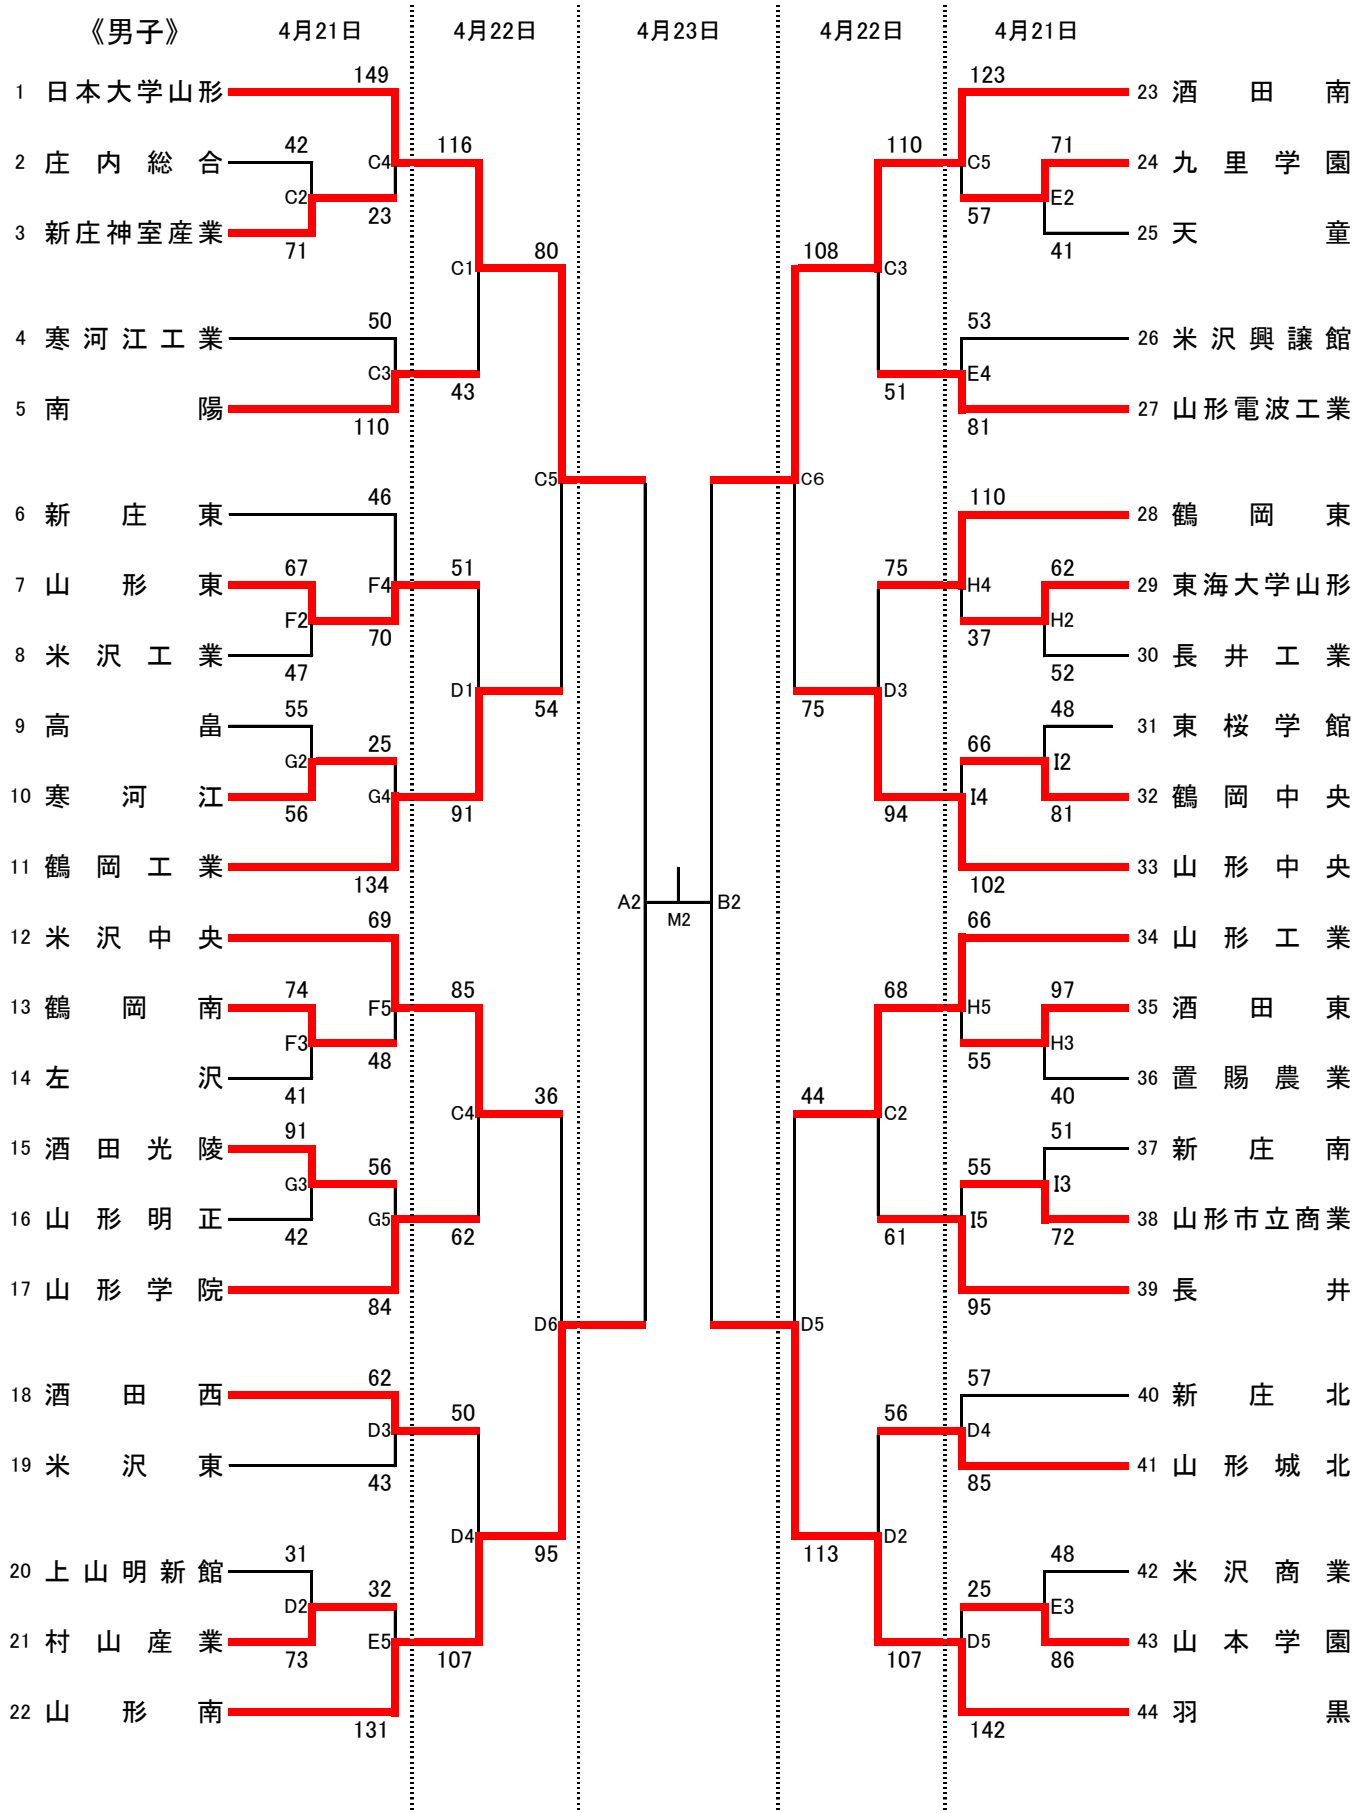 《男子》 4月21日 4月22日 4月23日 4月22日 4月21日
149 123
1 日本大学山形 23 酒田南
42 116 110 71
2 庄内総合 C4 C5 24 九里学園
C2 E2
23 57
3 新庄神室産業 25 天童
71 80 108 41
C1 C3
50 53
4 寒河江工業 26 米沢興譲館
C3 E4
43 51
5 南陽 27 山形電波工業
110 81
C5 C6
46 110
6 新庄東 28 鶴岡東
67 51 75 62
7 山形東 F4 H4 29 東海大学山形
F2 H2
70 37
8 米沢工業 30 長井工業
47 52
D1 D3
55 54 75 48
9 高畠 31 東桜学館
25 66
G2 I2
10 寒河江 G4 I4 32 鶴岡中央
56 91 94 81
11 鶴岡工業 33 山形中央
134 102
A2 B2
69 M2 66
12 米沢中央 34 山形工業
74 85 68 97
13 鶴岡南 F5 H5 35 酒田東
F3 H3
48 55
14 左沢 36 置賜農業
41 36 44 40
C4 C2
91 51
15 酒田光陵 37 新庄南
56 55
G3 I3
16 山形明正 G5 I5 38 山形市立商業
42 62 61 72
17 山形学院 39 長井
84 95
D6 D5
62 57
18 酒田西 40 新庄北
50 56
D3 D4
19 米沢東 41 山形城北
43 85
D4 D2
31 95 113 48
20 上山明新館 42 米沢商業
32 25
D2 E3
21 村山産業 E5 D5 43 山本学園
73 107 107 86
22 山形南 44 羽黒
131 142